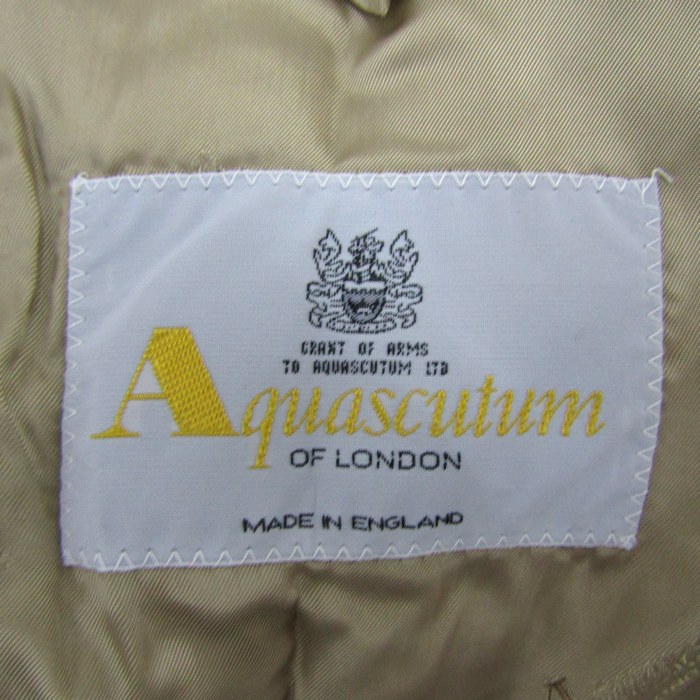 GRANT OF ARMS
TO AQUASCUTUM LTD
Aquascutum
OF LONDON
MADE IN ENGLAND